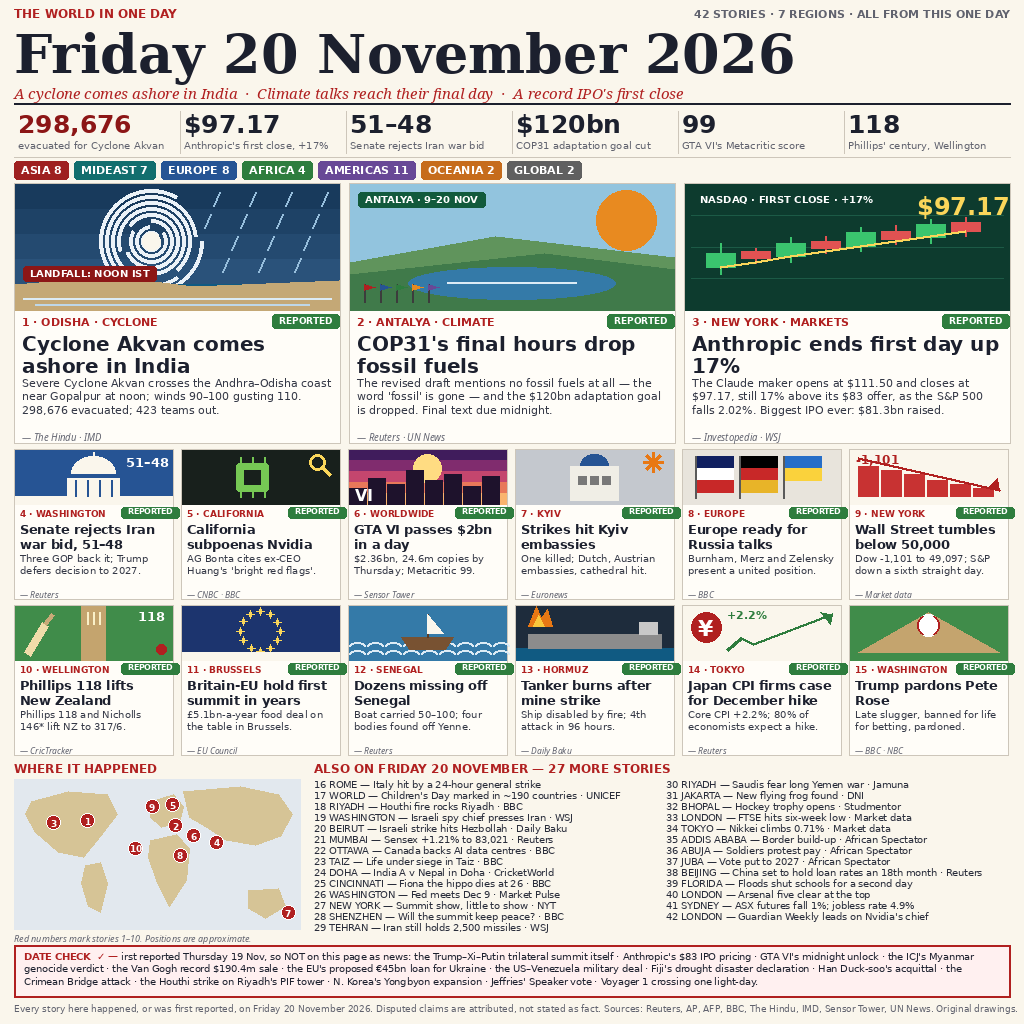 THE WORLD IN ONE DAY
42 STORIES · 7 REGIONS · ALL FROM THIS ONE DAY
Friday 20 November 2026
A cyclone comes ashore in India · Climate talks reach their final day · A record IPO's first close
298,676
evacuated for Cyclone Akvan
$97.17
Anthropic's first close, +17%
51–48
Senate rejects Iran war bid
$120bn
COP31 adaptation goal cut
99
GTA VI's Metacritic score
118
Phillips' century, Wellington
ASIA 8
MIDEAST 7
EUROPE 8
AFRICA 4
AMERICAS 11
OCEANIA 2
GLOBAL 2
LANDFALL: NOON IST
1 · ODISHA · CYCLONE
REPORTED
Cyclone Akvan comes
ashore in India
Severe Cyclone Akvan crosses the Andhra–Odisha coast
near Gopalpur at noon; winds 90–100 gusting 110.
298,676 evacuated; 423 teams out.
— The Hindu · IMD
ANTALYA · 9–20 NOV
2 · ANTALYA · CLIMATE
REPORTED
COP31's final hours drop
fossil fuels
The revised draft mentions no fossil fuels at all — the
word 'fossil' is gone — and the $120bn adaptation goal
is dropped. Final text due midnight.
— Reuters · UN News
NASDAQ · FIRST CLOSE · +17%
$97.17
3 · NEW YORK · MARKETS
REPORTED
Anthropic ends first day up
17%
The Claude maker opens at $111.50 and closes at
$97.17, still 17% above its $83 offer, as the S&P 500
falls 2.02%. Biggest IPO ever: $81.3bn raised.
— Investopedia · WSJ
51–48
4 · WASHINGTON
REPORTED
Senate rejects Iran
war bid, 51–48
Three GOP back it; Trump
defers decision to 2027.
— Reuters
5 · CALIFORNIA
REPORTED
California
subpoenas Nvidia
AG Bonta cites ex-CEO
Huang's 'bright red flags'.
— CNBC · BBC
VI
6 · WORLDWIDE
REPORTED
GTA VI passes $2bn
in a day
$2.36bn, 24.6m copies by
Thursday; Metacritic 99.
— Sensor Tower
7 · KYIV
REPORTED
Strikes hit Kyiv
embassies
One killed; Dutch, Austrian
embassies, cathedral hit.
— Euronews
8 · EUROPE
REPORTED
Europe ready for
Russia talks
Burnham, Merz and Zelensky
present a united position.
— BBC
-1,101
9 · NEW YORK
REPORTED
Wall Street tumbles
below 50,000
Dow -1,101 to 49,097; S&P
down a sixth straight day.
— Market data
118
10 · WELLINGTON
REPORTED
Phillips 118 lifts
New Zealand
Phillips 118 and Nicholls
146* lift NZ to 317/6.
— CricTracker
11 · BRUSSELS
REPORTED
Britain-EU hold first
summit in years
£5.1bn-a-year food deal on
the table in Brussels.
— EU Council
12 · SENEGAL
REPORTED
Dozens missing off
Senegal
Boat carried 50–100; four
bodies found off Yenne.
— Reuters
13 · HORMUZ
REPORTED
Tanker burns after
mine strike
Ship disabled by fire; 4th
attack in 96 hours.
— Daily Baku
¥
+2.2%
14 · TOKYO
REPORTED
Japan CPI firms case
for December hike
Core CPI +2.2%; 80% of
economists expect a hike.
— Reuters
15 · WASHINGTON
REPORTED
Trump pardons Pete
Rose
Late slugger, banned for life
for betting, pardoned.
— BBC · NBC
WHERE IT HAPPENED
3
1
9
5
2
6
4
10
8
7
Red numbers mark stories 1–10. Positions are approximate.
ALSO ON FRIDAY 20 NOVEMBER — 27 MORE STORIES
16 ROME — Italy hit by a 24-hour general strike
17 WORLD — Children's Day marked in ~190 countries · UNICEF
18 RIYADH — Houthi fire rocks Riyadh · BBC
19 WASHINGTON — Israeli spy chief presses Iran · WSJ
20 BEIRUT — Israeli strike hits Hezbollah · Daily Baku
21 MUMBAI — Sensex +1.21% to 83,021 · Reuters
22 OTTAWA — Canada backs AI data centres · BBC
23 TAIZ — Life under siege in Taiz · BBC
24 DOHA — India A v Nepal in Doha · CricketWorld
25 CINCINNATI — Fiona the hippo dies at 26 · BBC
26 WASHINGTON — Fed meets Dec 9 · Market Pulse
27 NEW YORK — Summit show, little to show · NYT
28 SHENZHEN — Will the summit keep peace? · BBC
29 TEHRAN — Iran still holds 2,500 missiles · WSJ
30 RIYADH — Saudis fear long Yemen war · Jamuna
31 JAKARTA — New flying frog found · DNI
32 BHOPAL — Hockey trophy opens · Studmentor
33 LONDON — FTSE hits six-week low · Market data
34 TOKYO — Nikkei climbs 0.71% · Market data
35 ADDIS ABABA — Border build-up · African Spectator
36 ABUJA — Soldiers protest pay · African Spectator
37 JUBA — Vote put to 2027 · African Spectator
38 BEIJING — China set to hold loan rates an 18th month · Reuters
39 FLORIDA — Floods shut schools for a second day
40 LONDON — Arsenal five clear at the top
41 SYDNEY — ASX futures fall 1%; jobless rate 4.9%
42 LONDON — Guardian Weekly leads on Nvidia's chief
DATE CHECK ✓ — irst reported Thursday 19 Nov, so NOT on this page as news: the Trump–Xi–Putin trilateral summit itself · Anthropic's $83 IPO pricing · GTA VI's midnight unlock · the ICJ's Myanmar
genocide verdict · the Van Gogh record $190.4m sale · the EU's proposed €45bn loan for Ukraine · the US–Venezuela military deal · Fiji's drought disaster declaration · Han Duck-soo's acquittal · the
Crimean Bridge attack · the Houthi strike on Riyadh's PIF tower · N. Korea's Yongbyon expansion · Jeffries' Speaker vote · Voyager 1 crossing one light-day.
Every story here happened, or was first reported, on Friday 20 November 2026. Disputed claims are attributed, not stated as fact. Sources: Reuters, AP, AFP, BBC, The Hindu, IMD, Sensor Tower, UN News. Original drawings.